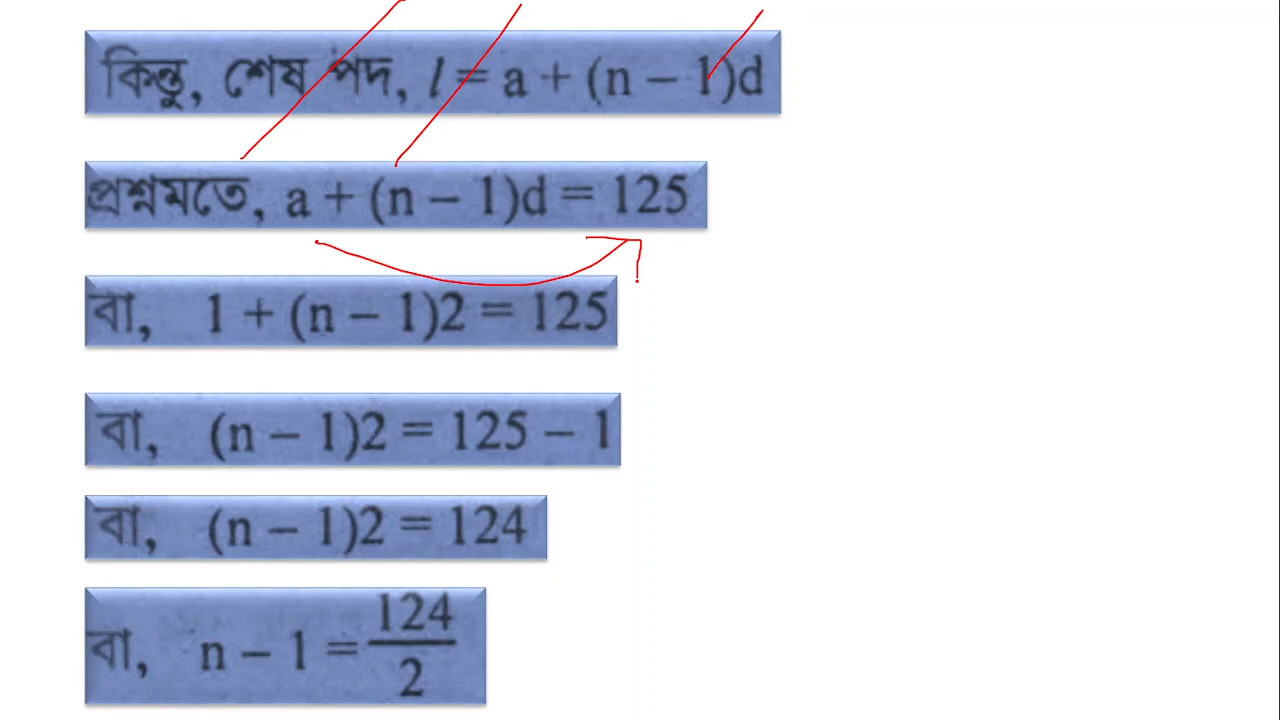 কিন্তু, শেষ পদ, l = a + (n – 1)d
প্রশ্নমতে, a + (n – 1)d = 125
বা, 1 + (n – 1)2 = 125
বা, (n – 1)2 = 125 – 1
বা, (n – 1)2 = 124
বা, n – 1 = 124/2